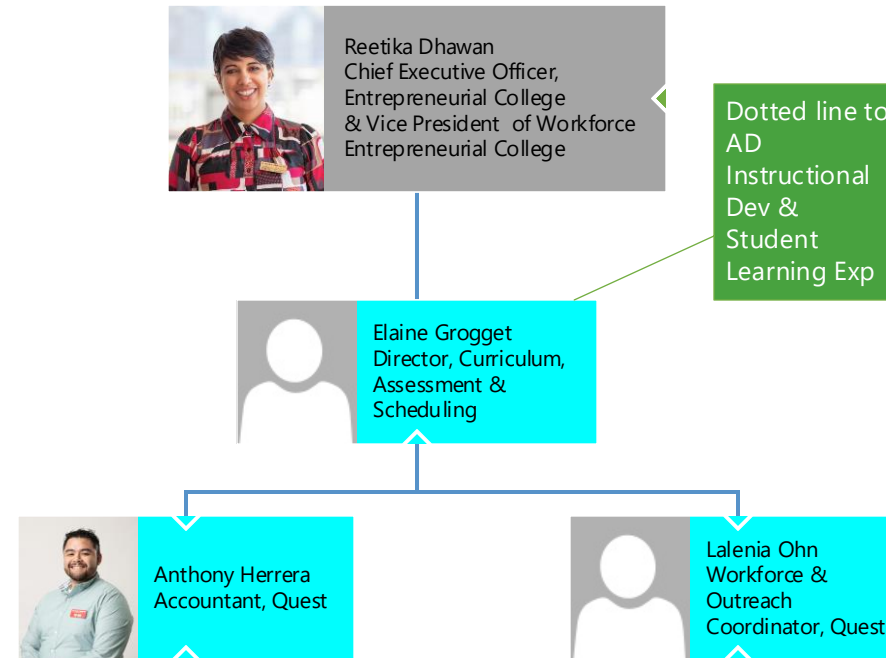 Reetika Dhawan
Chief Executive Officer,
Entrepreneurial College
& Vice President of Workforce
Entrepreneurial College
Dotted line to
AD
Instructional
Dev &
Student
Learning Exp
Elaine Grogget
Director, Curriculum,
Assessment &
Scheduling
Anthony Herrera
Accountant, Quest
Lalenia Ohn
Workforce &
Outreach
Coordinator, Quest